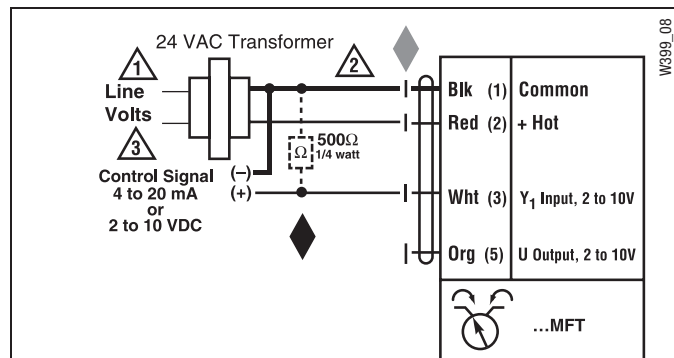 W399_08
24 VAC Transformer
1
2
Line
Volts
3
Control Signal
4 to 20 mA
or
2 to 10 VDC
(–)
(+)
500Ω
1/4 watt
Ω
Blk (1) Common
Red (2) + Hot
Wht (3) Y₁ Input, 2 to 10V
Org (5) U Output, 2 to 10V
...MFT